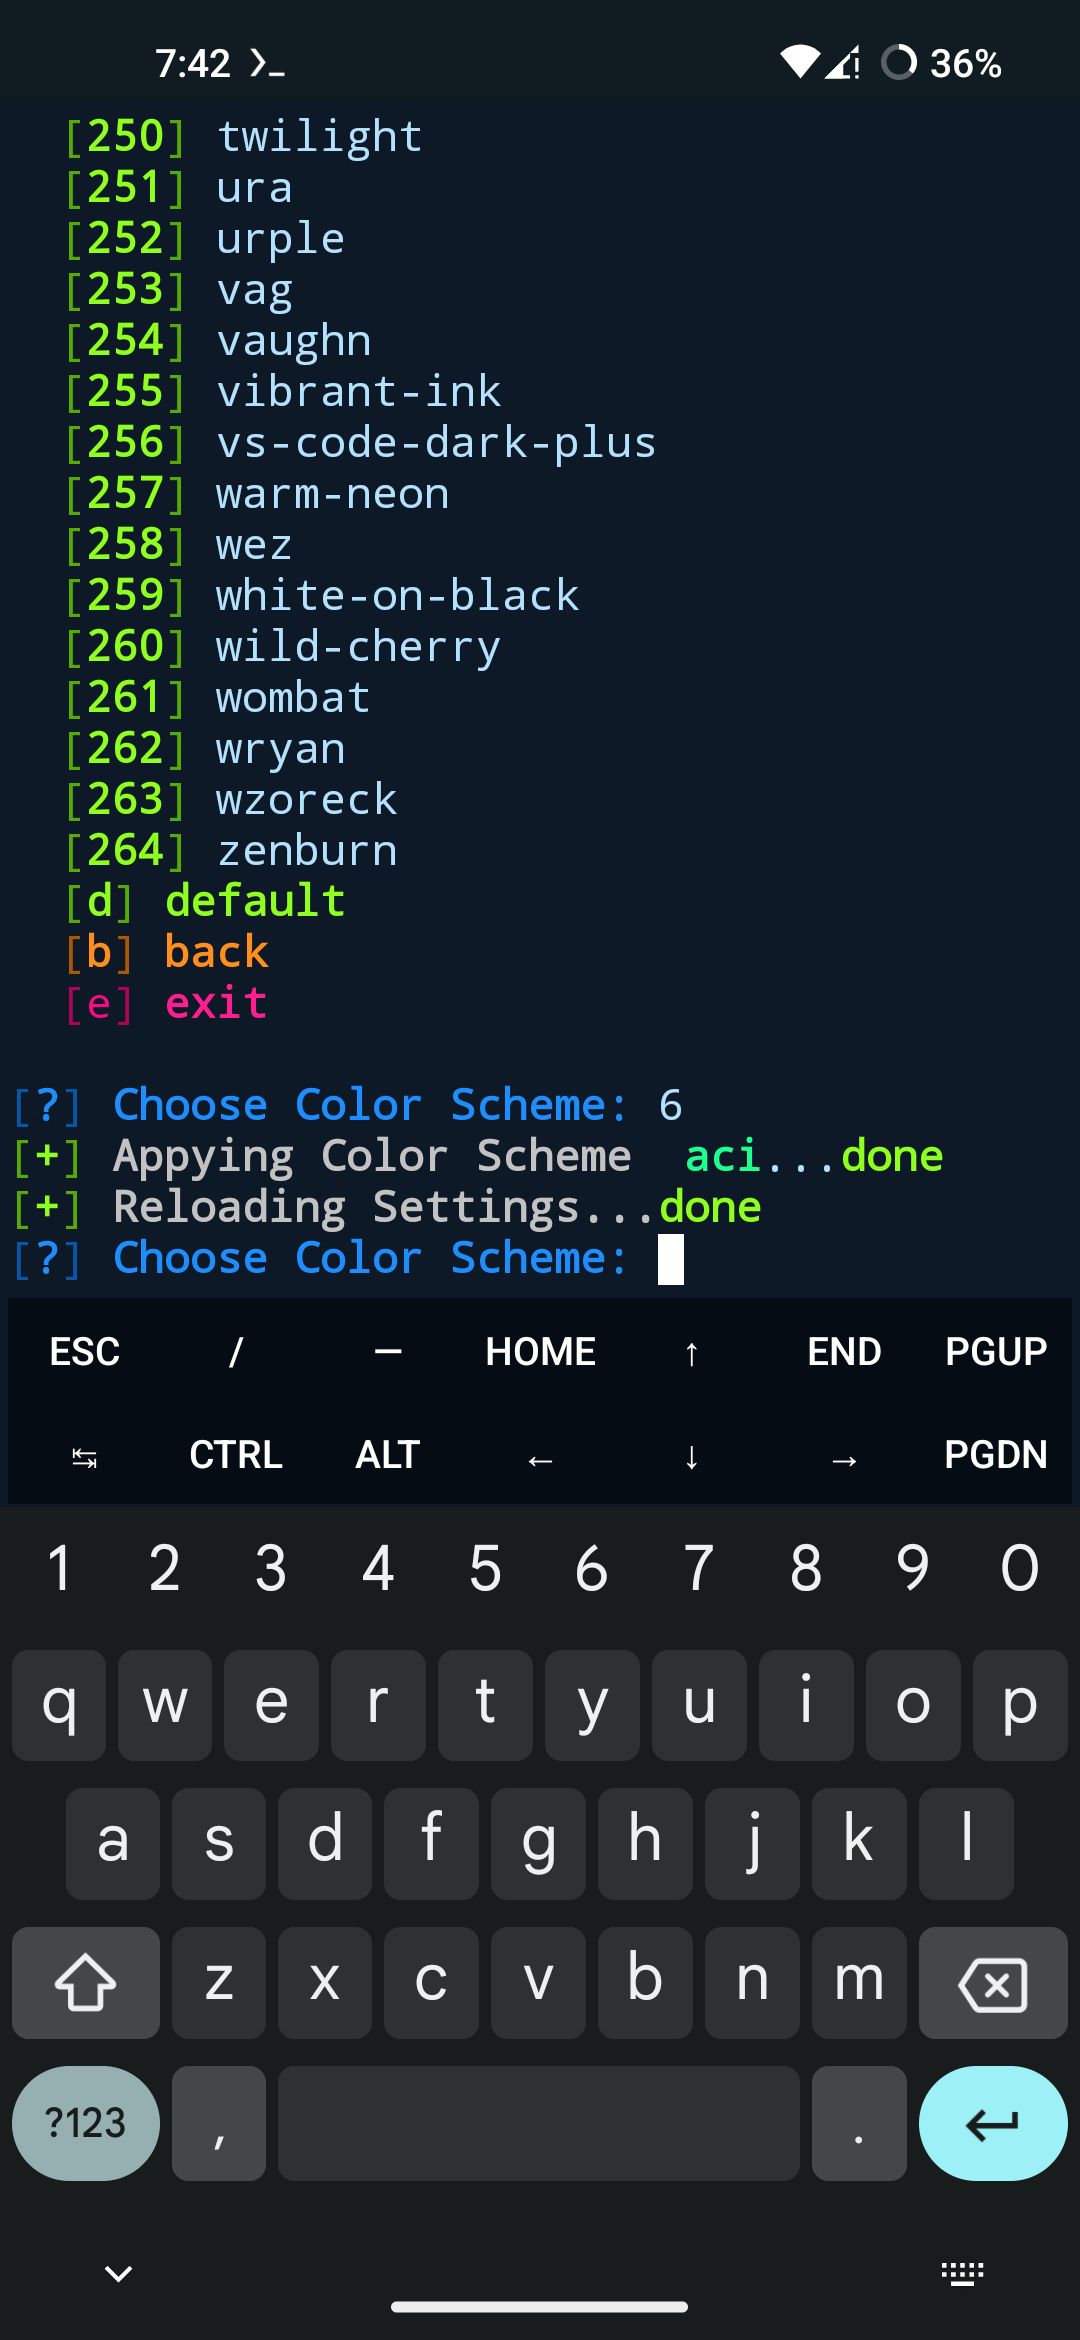 7:42 36%
[250] twilight
[251] ura
[252] urple
[253] vag
[254] vaughn
[255] vibrant-ink
[256] vs-code-dark-plus
[257] warm-neon
[258] wez
[259] white-on-black
[260] wild-cherry
[261] wombat
[262] wryan
[263] wzoreck
[264] zenburn
[d] default
[b] back
[e] exit
[?] Choose Color Scheme: 6
[+] Appying Color Scheme  aci...done
[+] Reloading Settings...done
[?] Choose Color Scheme:
ESC / — HOME ↑ END PGUP
↹ CTRL ALT ← ↓ → PGDN
1 2 3 4 5 6 7 8 9 0
q w e r t y u i o p
a s d f g h j k l
z x c v b n m
?123 , .